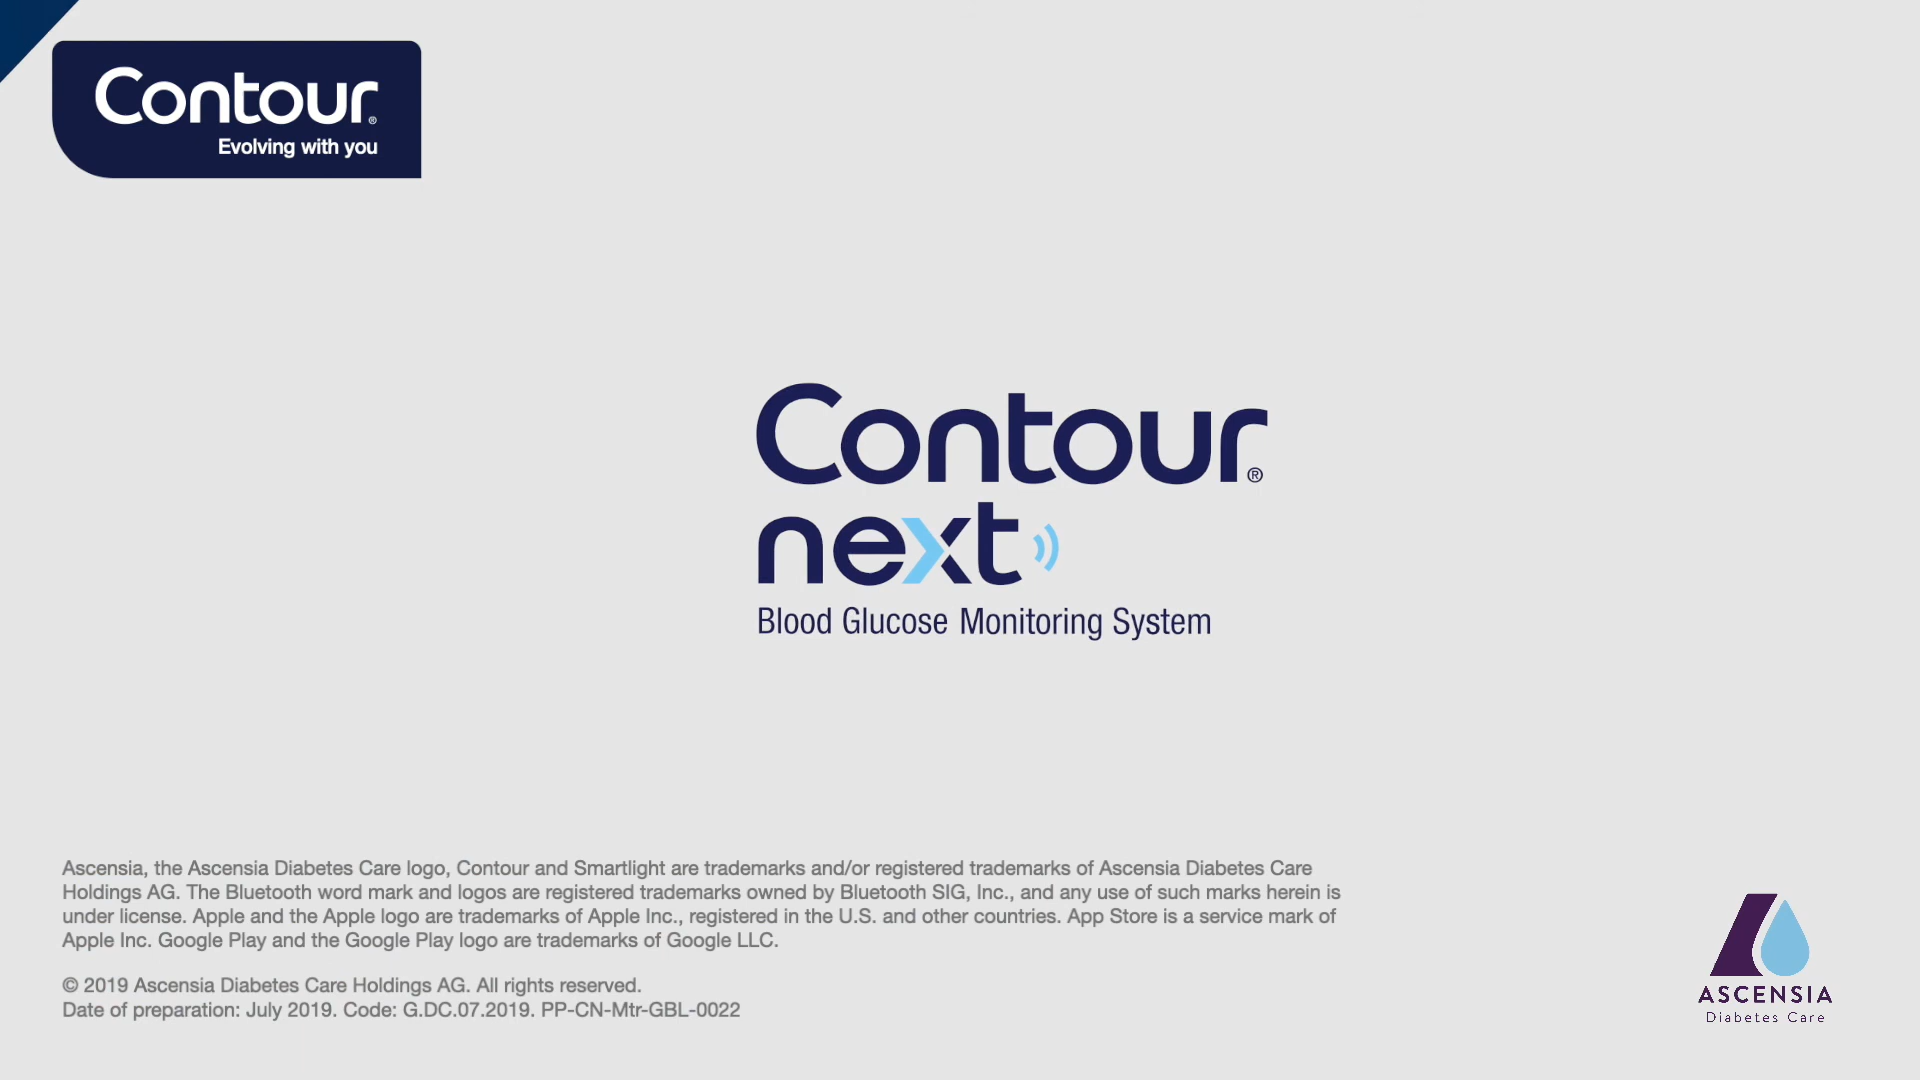 Contour®
Evolving with you
Contour®
next
Blood Glucose Monitoring System
Ascensia, the Ascensia Diabetes Care logo, Contour and Smartlight are trademarks and/or registered trademarks of Ascensia Diabetes Care
Holdings AG. The Bluetooth word mark and logos are registered trademarks owned by Bluetooth SIG, Inc., and any use of such marks herein is
under license. Apple and the Apple logo are trademarks of Apple Inc., registered in the U.S. and other countries. App Store is a service mark of
Apple Inc. Google Play and the Google Play logo are trademarks of Google LLC.
© 2019 Ascensia Diabetes Care Holdings AG. All rights reserved.
Date of preparation: July 2019. Code: G.DC.07.2019. PP-CN-Mtr-GBL-0022
ASCENSIA
Diabetes Care